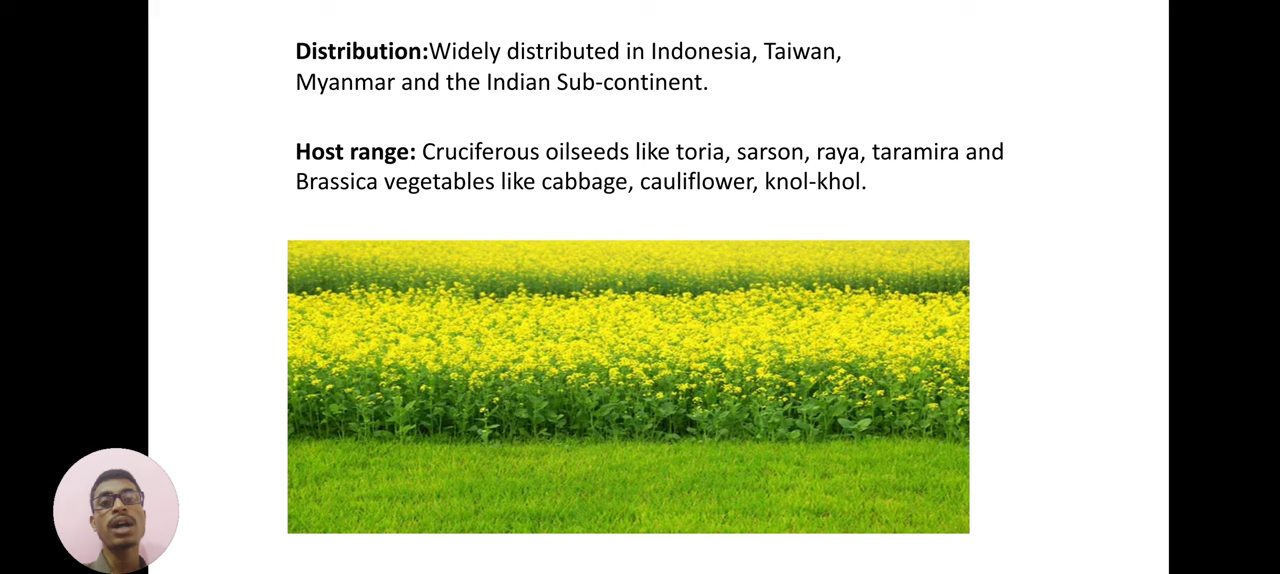 Distribution:Widely distributed in Indonesia, Taiwan,
Myanmar and the Indian Sub-continent.
Host range: Cruciferous oilseeds like toria, sarson, raya, taramira and
Brassica vegetables like cabbage, cauliflower, knol-khol.